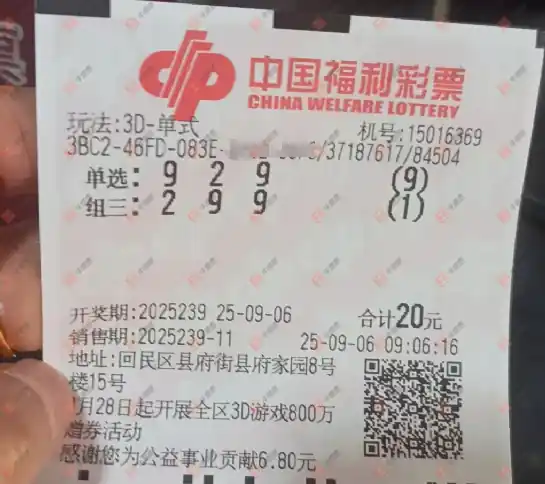 中国福利彩票
CHINA WELFARE LOTTERY
玩法:3D-单式
机号:15016369
3BC2-46FD-083E- /37187617/84504
单选: 9 2 9 (9)
组三: 2 9 9 (1)
开奖期:2025239 25-09-06 合计20元
销售期:2025239-11 25-09-06 09:06:16
地址:回民区县府街县府家园8号
楼15号
月28日起开展全区3D游戏800万
赠券活动
感谢您为公益事业贡献6.80元